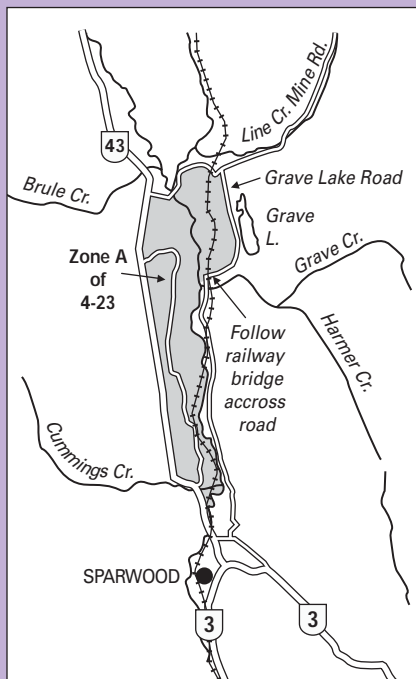 Line Cr. Mine Rd.
43
Grave Lake Road
Brule Cr.
Grave
L.
Zone A
of
4-23
Grave Cr.
Follow
railway
bridge
accross
road
Harmer Cr.
Cummings Cr.
SPARWOOD
3
3